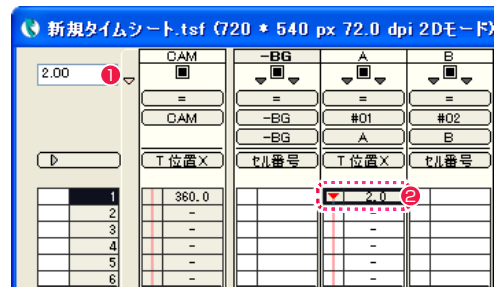 新規タイムシート.tsf (720 * 540 px 72.0 dpi 2Dモード)
CAM -BG A B
2.00 ❶
= = = =
CAM -BG #01 #02
-BG A B
T 位置X セル番号 T 位置X セル番号
1 360.0 2.0 ❷
2 - -
3 - -
4 - -
5 - -
6 - -